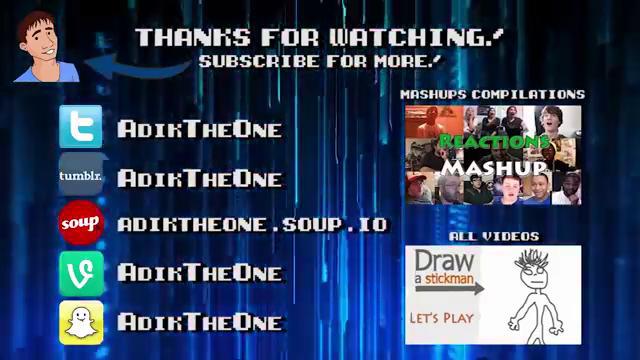 THANKS FOR WATCHING!
SUBSCRIBE FOR MORE!
MASHUPS COMPILATIONS
REACTIONS
MASHUP
t ADIKTHEONE
tumblr. ADIKTHEONE
soup ADIKTHEONE.SOUP.IO
ADIKTHEONE
ADIKTHEONE
ALL VIDEOS
Draw
a stickman
LET'S PLAY